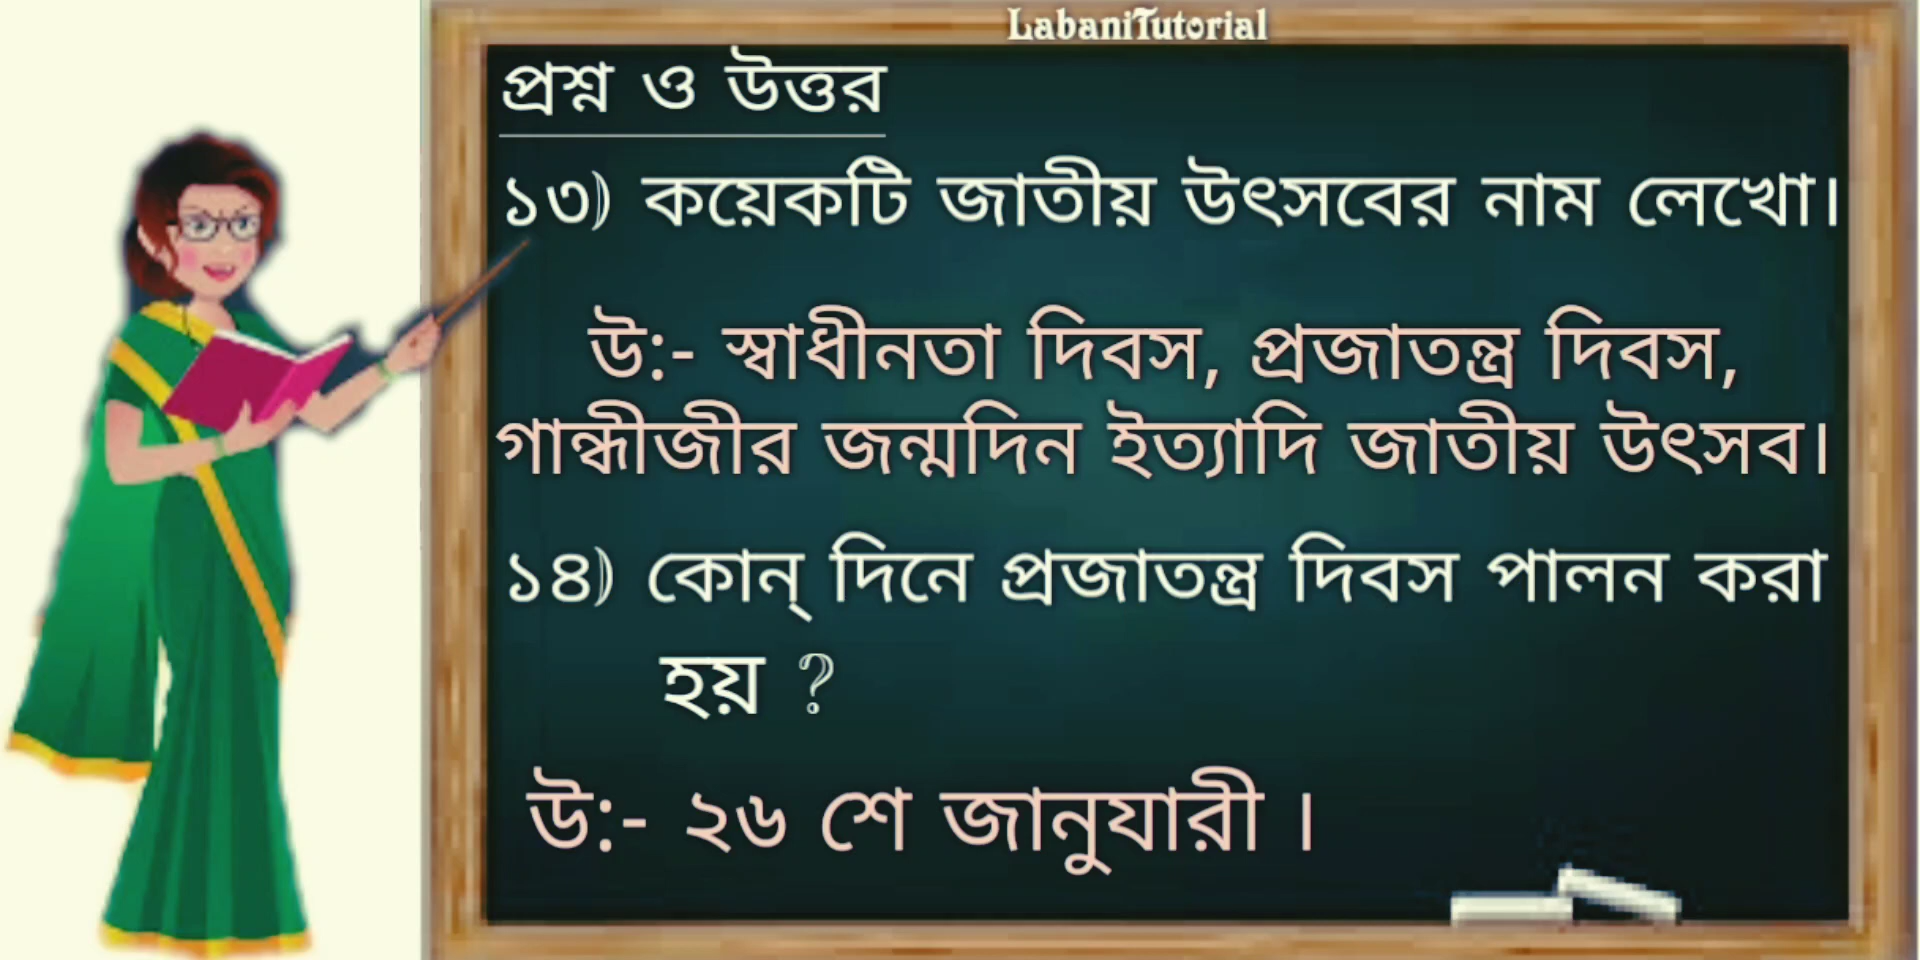 LabaniTutorial
প্রশ্ন ও উত্তর
১৩) কয়েকটি জাতীয় উৎসবের নাম লেখো।
উ:- স্বাধীনতা দিবস, প্রজাতন্ত্র দিবস,
গান্ধীজীর জন্মদিন ইত্যাদি জাতীয় উৎসব।
১৪) কোন্ দিনে প্রজাতন্ত্র দিবস পালন করা
হয় ?
উ:- ২৬ শে জানুযারী ।